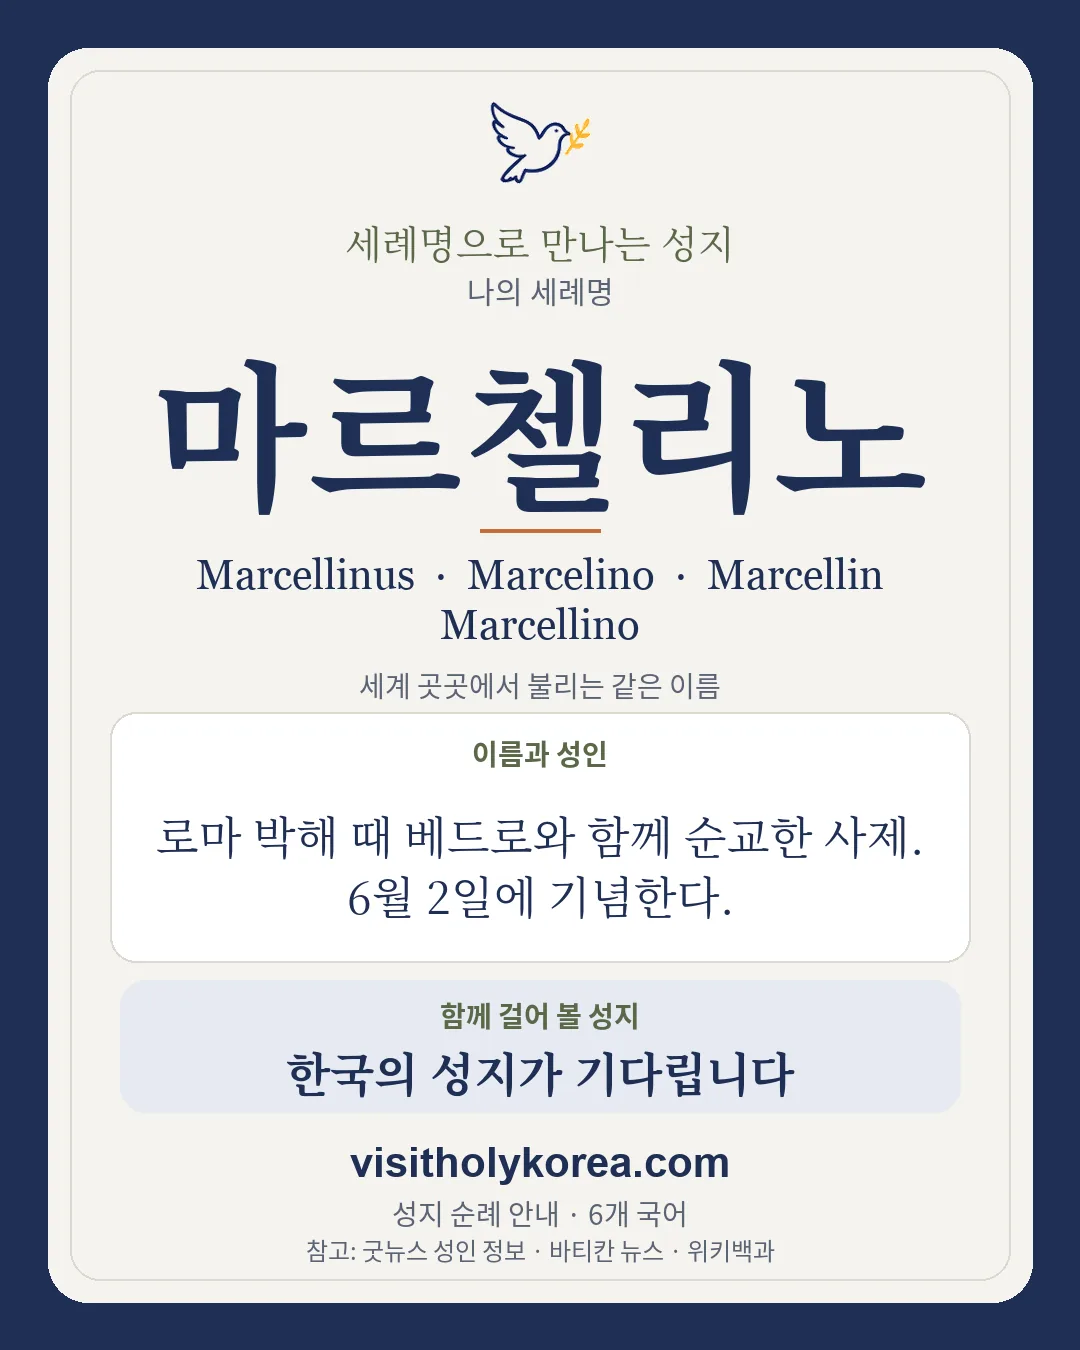 세례명으로 만나는 성지
나의 세례명
마르첼리노
Marcellinus · Marcelino · Marcellin
Marcellino
세계 곳곳에서 불리는 같은 이름
이름과 성인
로마 박해 때 베드로와 함께 순교한 사제.
6월 2일에 기념한다.
함께 걸어 볼 성지
한국의 성지가 기다립니다
visitholykorea.com
성지 순례 안내 · 6개 국어
참고: 굿뉴스 성인 정보 · 바티칸 뉴스 · 위키백과